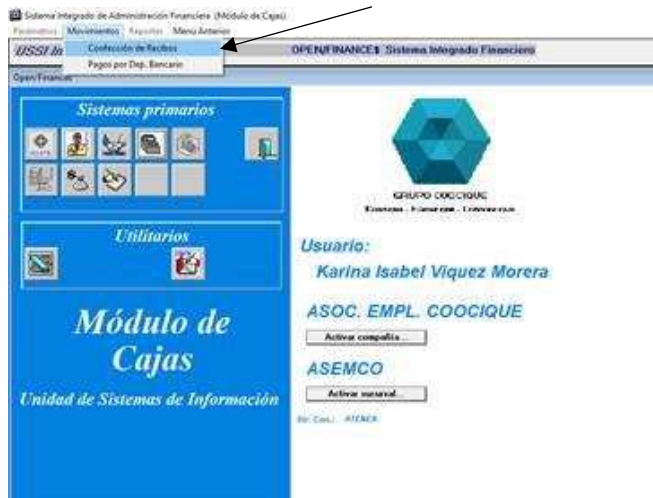 Sistema Integrado de Administración Financiera (Módulo de Cajas)
Parámetros Movimientos Reportes Menú Anterior
Confección de Recibos
Pagos por Dep. Bancario
OPEN/FINANCE$ Sistema Integrado Financiero
Open/Finances
Sistemas primarios
Utilitarios
Módulo de
Cajas
Unidad de Sistemas de Información
GRUPO COOCIQUE
Usuario:
Karina Isabel Víquez Morera
ASOC. EMPL. COOCIQUE
Activar compañía...
ASEMCO
Activar sucursal...